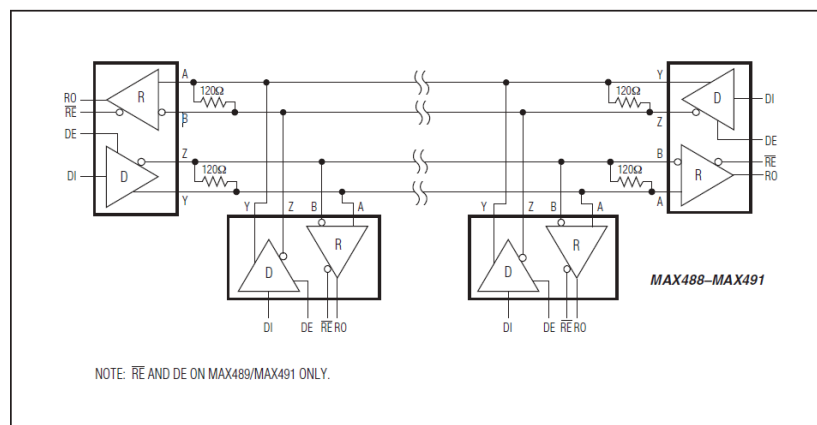 A
Y
120Ω
120Ω
RO
R
D
DI
RE
B
Z
DE
DE
Z
B
RE
DI
D
120Ω
120Ω
R
RO
Y
A
Y
Z
B
A
Y
Z
B
A
R
R
D
D
MAX488–MAX491
DI
DE
RE
RO
DI
DE
RE
RO
NOTE: RE AND DE ON MAX489/MAX491 ONLY.